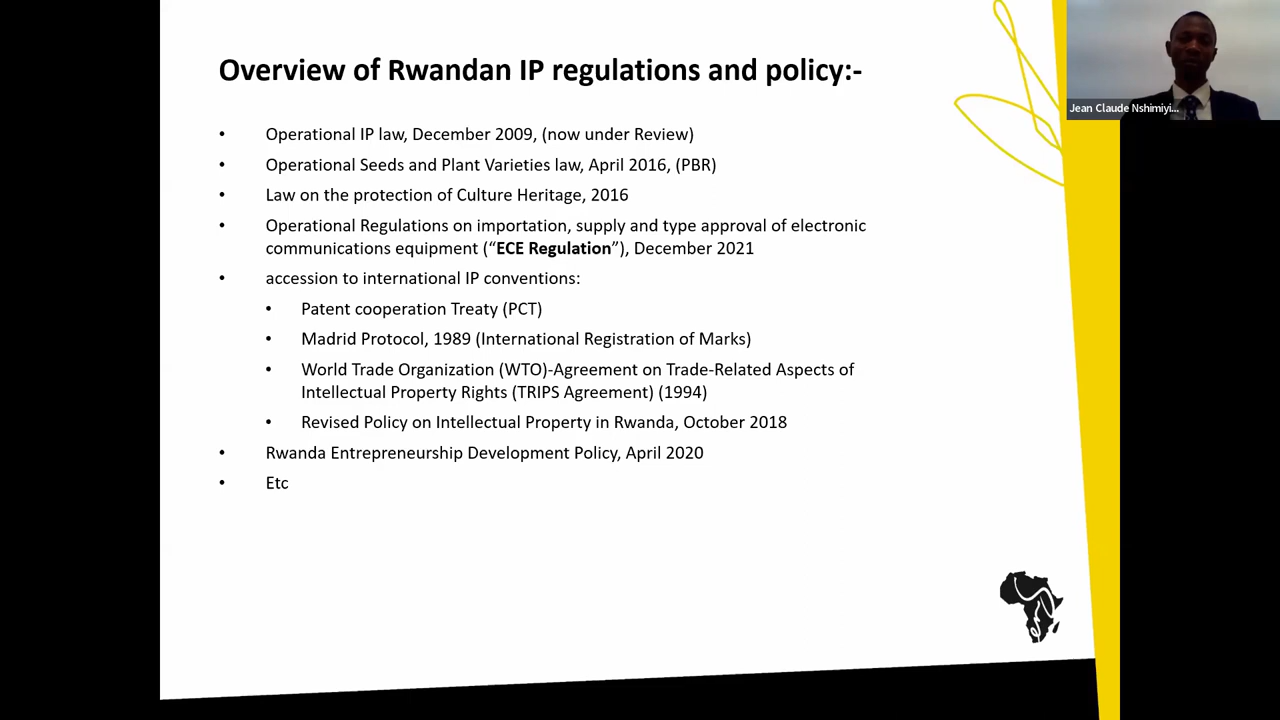 Overview of Rwandan IP regulations and policy:-
• Operational IP law, December 2009, (now under Review)
• Operational Seeds and Plant Varieties law, April 2016, (PBR)
• Law on the protection of Culture Heritage, 2016
• Operational Regulations on importation, supply and type approval of electronic
communications equipment (“ECE Regulation”), December 2021
• accession to international IP conventions:
• Patent cooperation Treaty (PCT)
• Madrid Protocol, 1989 (International Registration of Marks)
• World Trade Organization (WTO)-Agreement on Trade-Related Aspects of
Intellectual Property Rights (TRIPS Agreement) (1994)
• Revised Policy on Intellectual Property in Rwanda, October 2018
• Rwanda Entrepreneurship Development Policy, April 2020
• Etc
Jean Claude Nshimiyi...